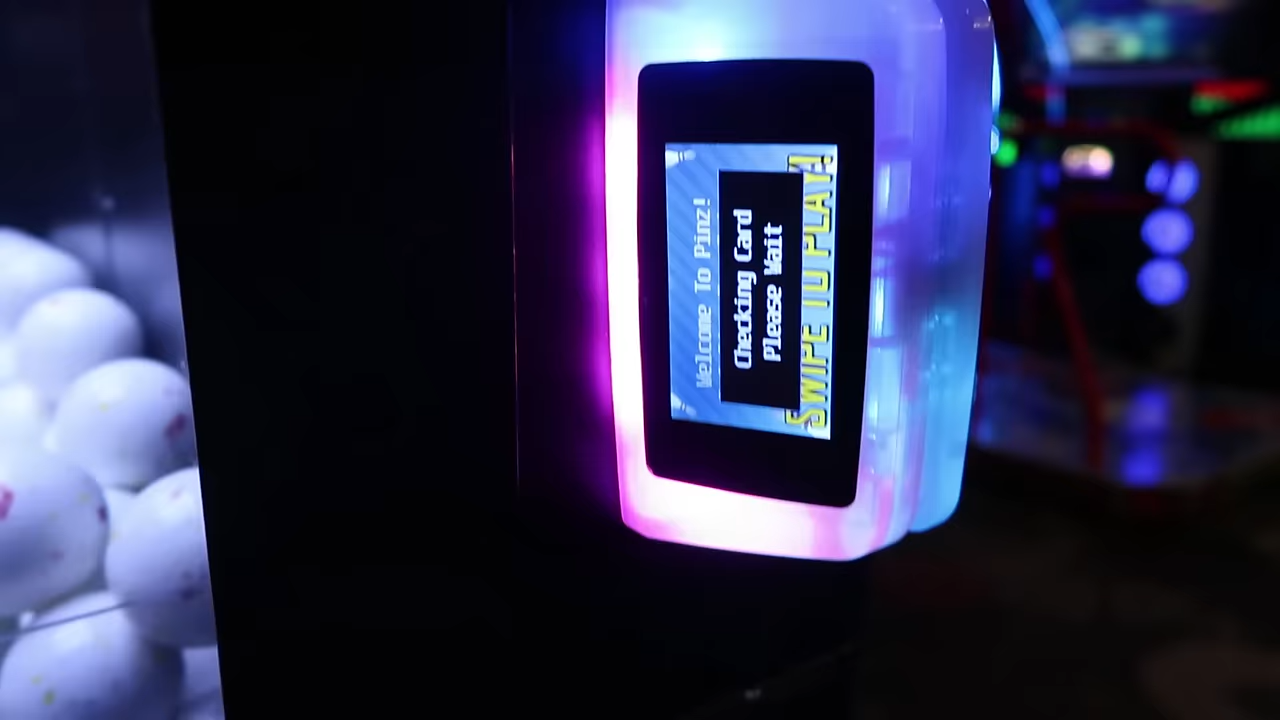 Welcome To Pinz!
Checking Card
Please Wait
SWIPE TO PLAY!